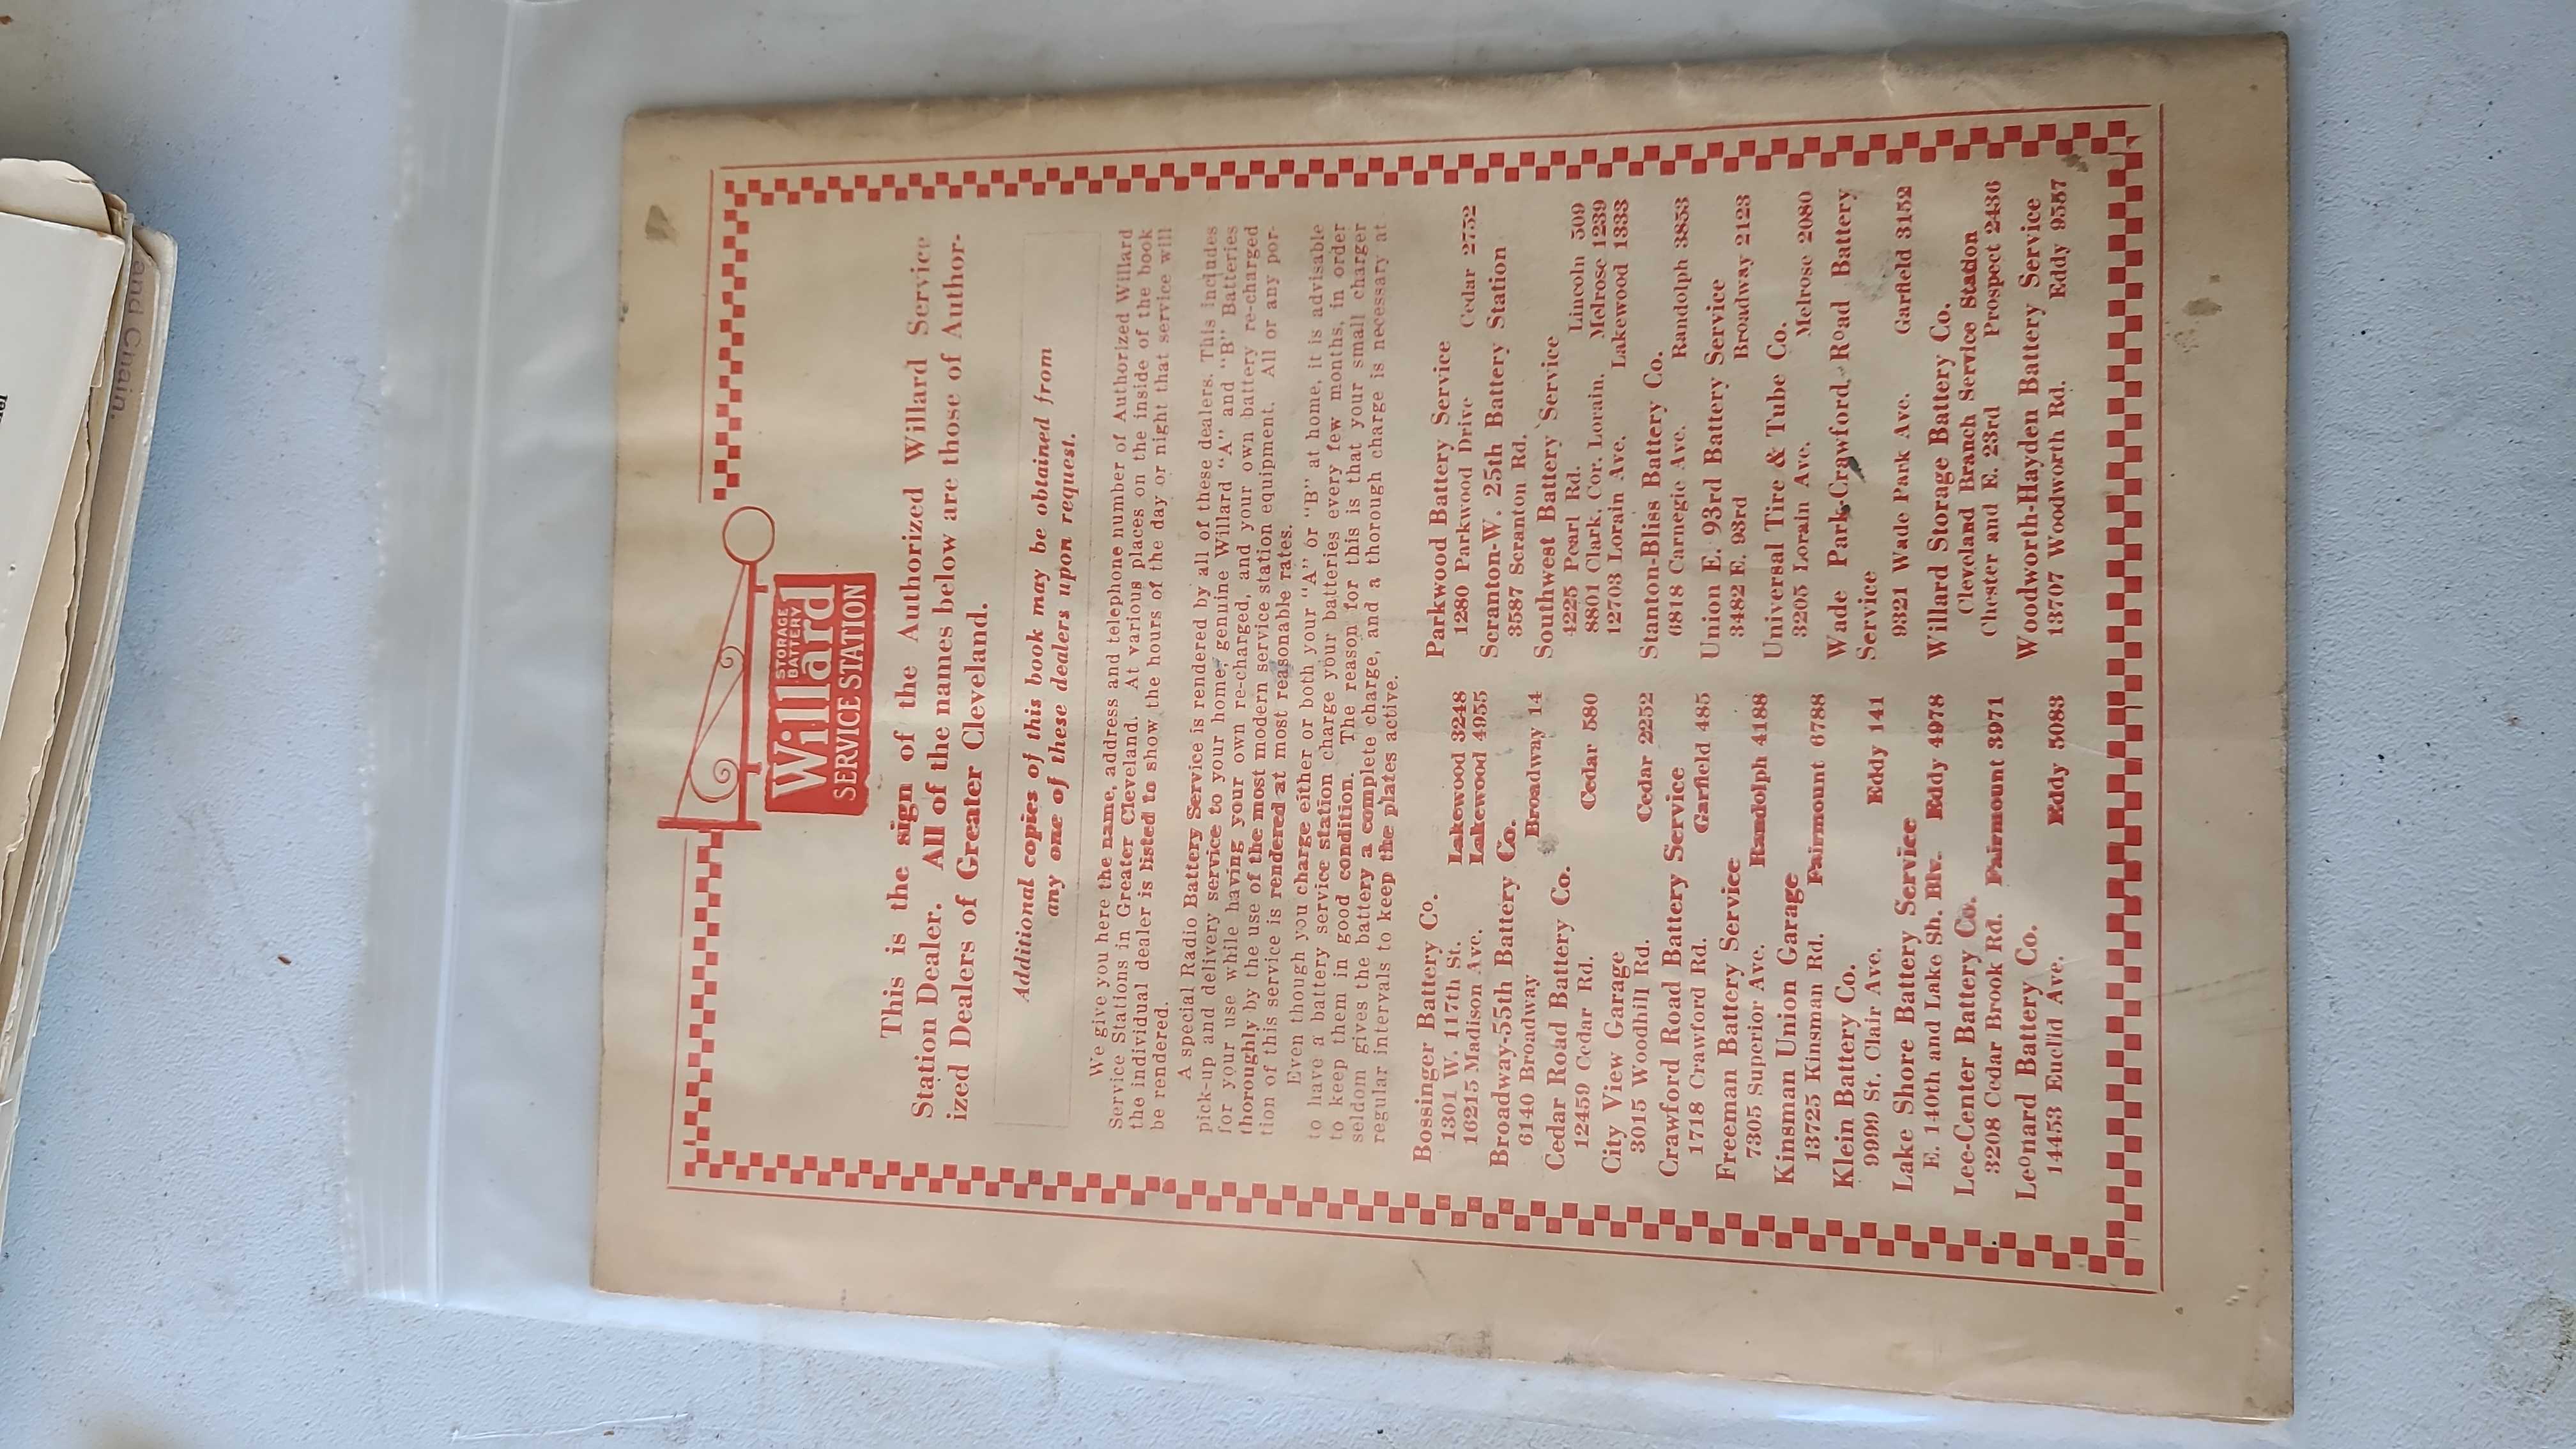 and Chain.
Willard
STORAGE
BATTERY
SERVICE STATION
This is the sign of the Authorized Willard Service
Station Dealer. All of the names below are those of Author-
ized Dealers of Greater Cleveland.
Additional copies of this book may be obtained from
any one of these dealers upon request.
We give you here the name, address and telephone number of Authorized Willard
Service Stations in Greater Cleveland. At various places on the inside of the book
the individual dealer is listed to show the hours of the day or night that service will
be rendered.
A special Radio Battery Service is rendered by all of these dealers. This includes
pick-up and delivery service to your home, genuine Willard "A" and "B" Batteries
for your use while having your own re-charged, and your own battery re-charged
thoroughly by the use of the most modern service station equipment. All or any por-
tion of this service is rendered at most reasonable rates.
Even though you charge either or both your "A" or "B" at home, it is advisable
to have a battery service station charge your batteries every few months, in order
to keep them in good condition. The reason for this is that your small charger
seldom gives the battery a complete charge, and a thorough charge is necessary at
regular intervals to keep the plates active.
Bossinger Battery Co.
1301 W. 117th St. Lakewood 3248
16215 Madison Ave. Lakewood 4955
Broadway-55th Battery Co.
6140 Broadway Broadway 14
Cedar Road Battery Co.
12459 Cedar Rd. Cedar 580
City View Garage
3015 Woodhill Rd. Cedar 2252
Crawford Road Battery Service
1718 Crawford Rd. Garfield 485
Freeman Battery Service
7305 Superior Ave. Randolph 4188
Kinsman Union Garage
13725 Kinsman Rd. Fairmount 6788
Klein Battery Co.
9999 St. Clair Ave. Eddy 141
Lake Shore Battery Service
E. 140th and Lake Sh. Blv. Eddy 4978
Lee-Center Battery Co.
3208 Cedar Brook Rd. Fairmount 3971
Leonard Battery Co.
14453 Euclid Ave. Eddy 5083
Parkwood Battery Service
1280 Parkwood Drive Cedar 2752
Scranton-W. 25th Battery Station
3587 Scranton Rd.
Southwest Battery Service
4225 Pearl Rd. Lincoln 509
8801 Clark, Cor. Lorain. Melrose 1239
12703 Lorain Ave. Lakewood 1333
Stanton-Bliss Battery Co.
6818 Carnegie Ave. Randolph 3853
Union E. 93rd Battery Service
3482 E. 93rd Broadway 2123
Universal Tire & Tube Co.
3205 Lorain Ave. Melrose 2080
Wade Park-Crawford Road Battery
Service
9321 Wade Park Ave. Garfield 3152
Willard Storage Battery Co.
Cleveland Branch Service Station
Chester and E. 23rd Prospect 2436
Woodworth-Hayden Battery Service
13707 Woodworth Rd. Eddy 9557